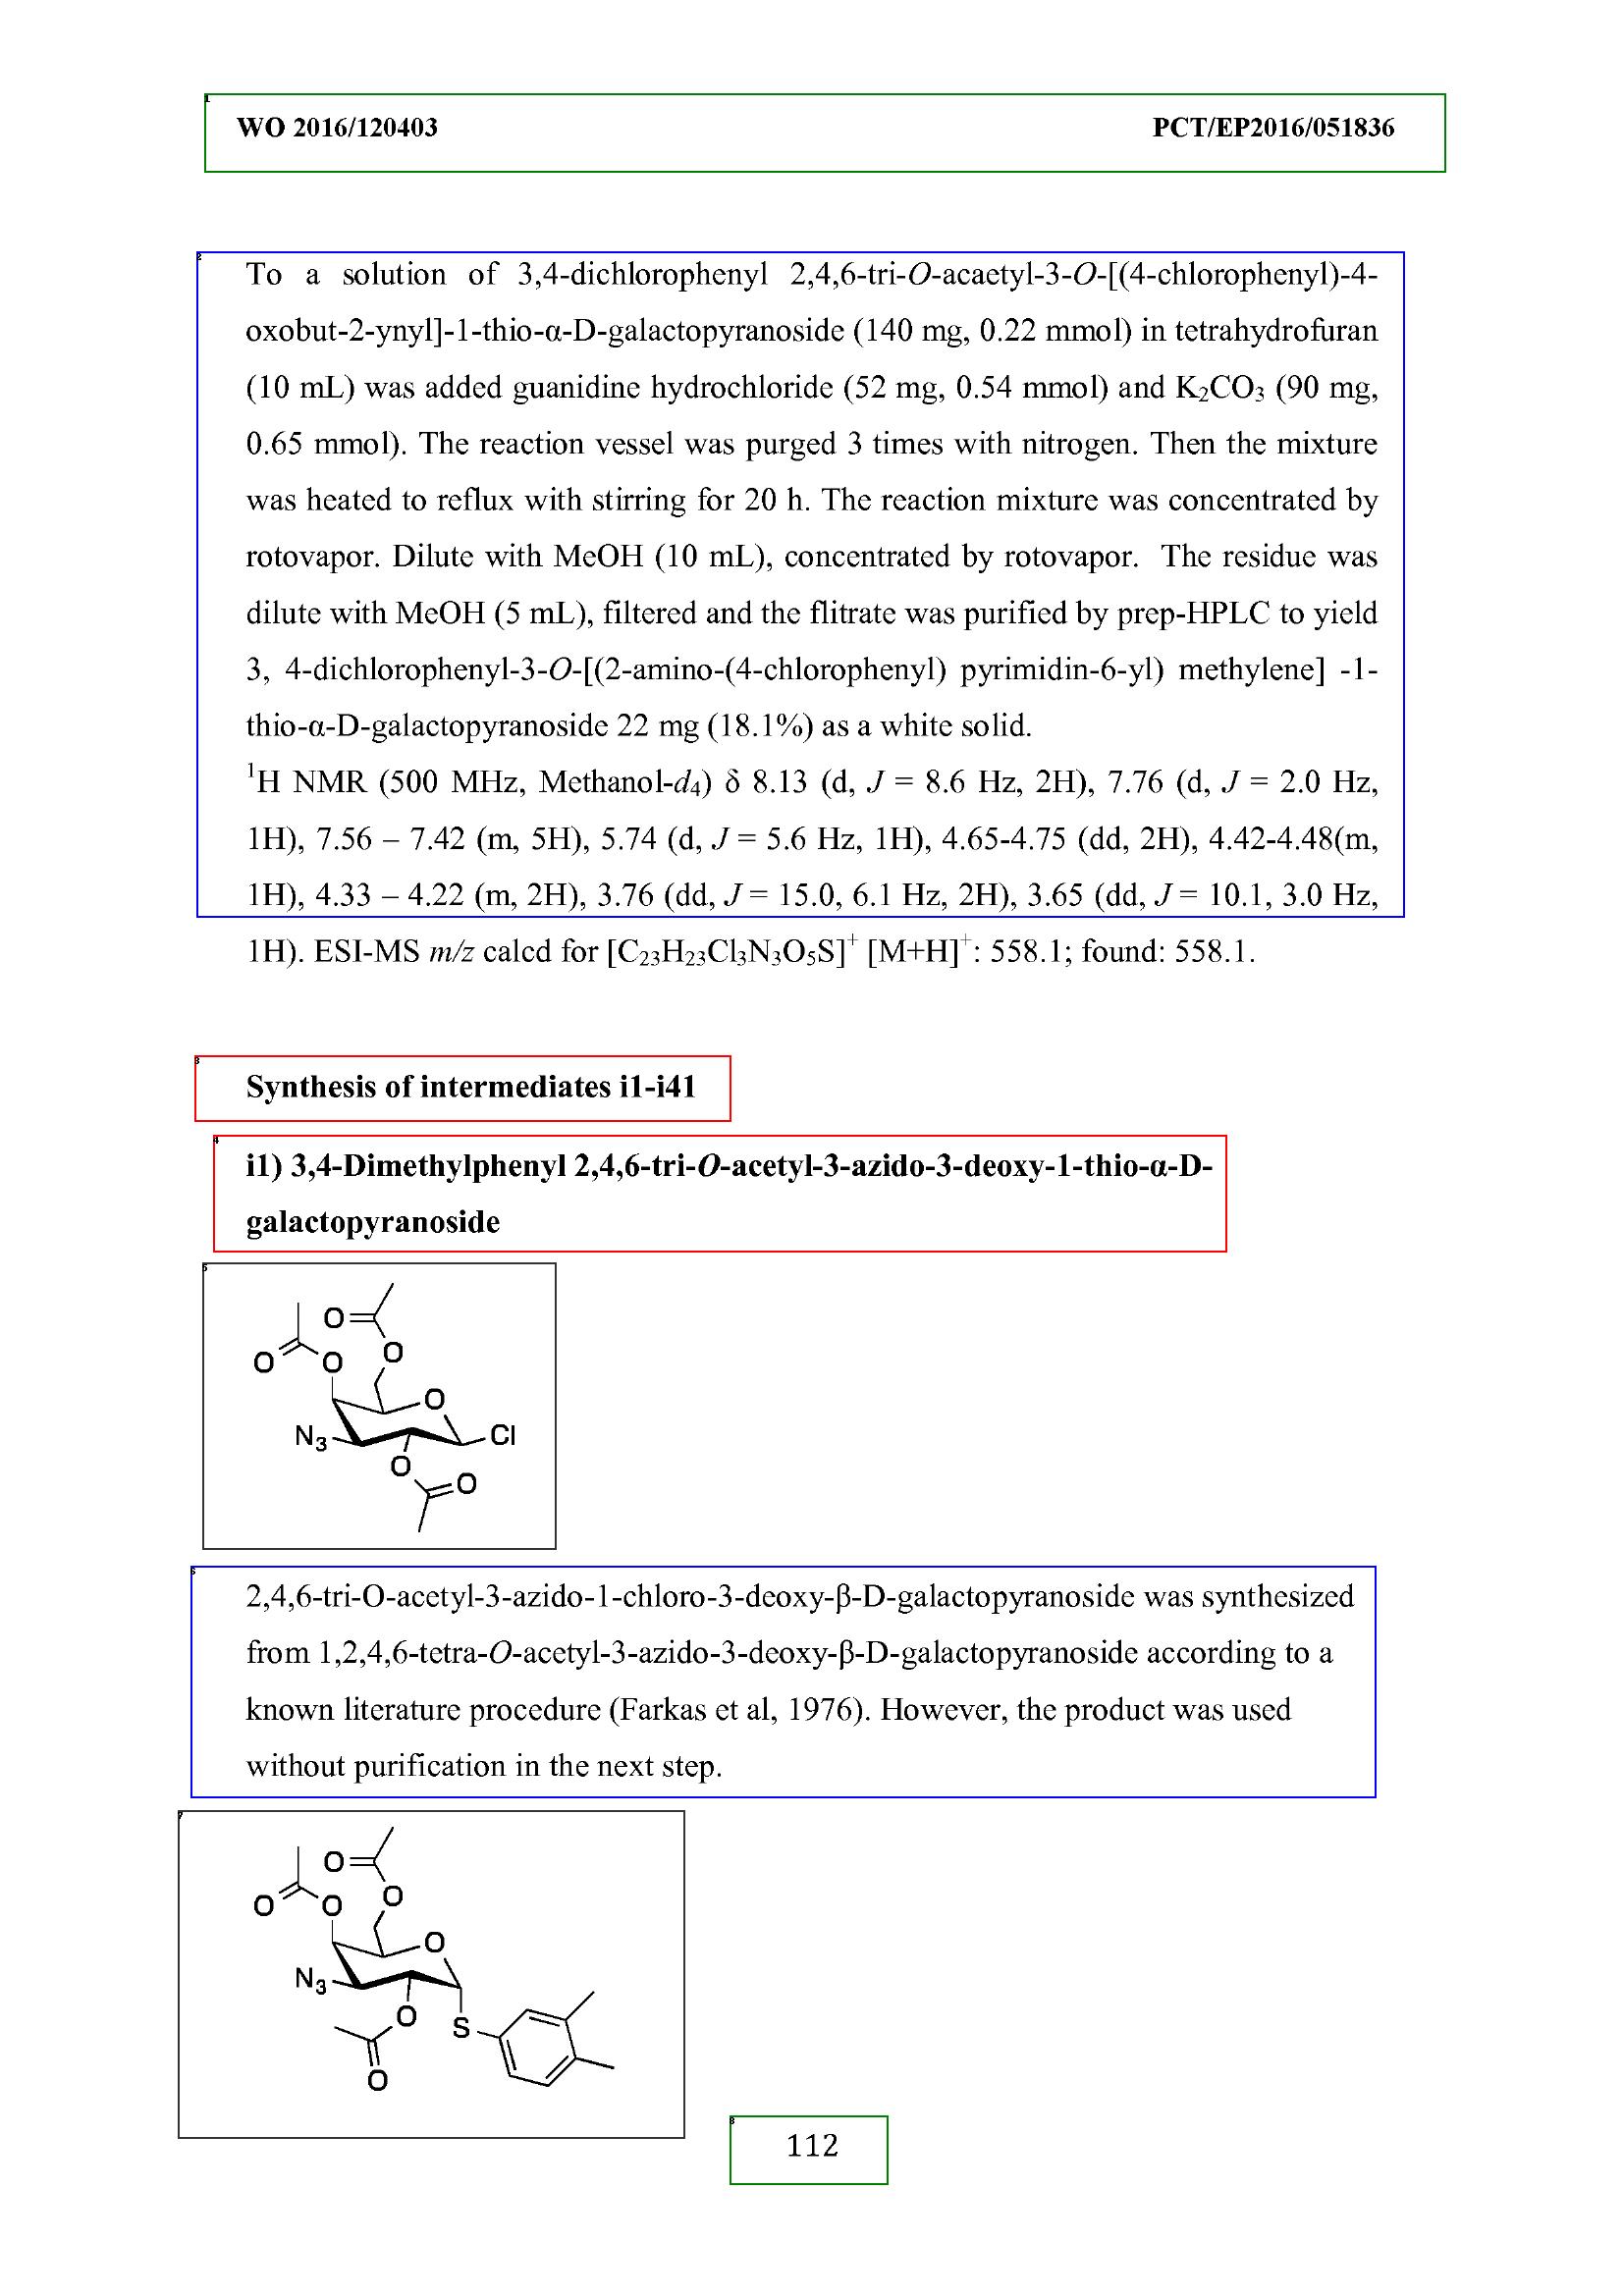 WO 2016/120403 PCT/EP2016/051836
To a solution of 3,4-dichlorophenyl 2,4,6-tri-O-acaetyl-3-O-[(4-chlorophenyl)-4-
oxobut-2-ynyl]-1-thio-α-D-galactopyranoside (140 mg, 0.22 mmol) in tetrahydrofuran
(10 mL) was added guanidine hydrochloride (52 mg, 0.54 mmol) and K₂CO₃ (90 mg,
0.65 mmol). The reaction vessel was purged 3 times with nitrogen. Then the mixture
was heated to reflux with stirring for 20 h. The reaction mixture was concentrated by
rotovapor. Dilute with MeOH (10 mL), concentrated by rotovapor. The residue was
dilute with MeOH (5 mL), filtered and the flitrate was purified by prep-HPLC to yield
3, 4-dichlorophenyl-3-O-[(2-amino-(4-chlorophenyl) pyrimidin-6-yl) methylene] -1-
thio-α-D-galactopyranoside 22 mg (18.1%) as a white solid.
¹H NMR (500 MHz, Methanol-d₄) δ 8.13 (d, J = 8.6 Hz, 2H), 7.76 (d, J = 2.0 Hz,
1H), 7.56 – 7.42 (m, 5H), 5.74 (d, J = 5.6 Hz, 1H), 4.65-4.75 (dd, 2H), 4.42-4.48(m,
1H), 4.33 – 4.22 (m, 2H), 3.76 (dd, J = 15.0, 6.1 Hz, 2H), 3.65 (dd, J = 10.1, 3.0 Hz,
1H). ESI-MS m/z calcd for [C₂₃H₂₃Cl₃N₃O₅S]⁺ [M+H]⁺: 558.1; found: 558.1.
Synthesis of intermediates i1-i41
i1) 3,4-Dimethylphenyl 2,4,6-tri-O-acetyl-3-azido-3-deoxy-1-thio-α-D-
galactopyranoside
O
O O
O
O
N₃ Cl
O
O
2,4,6-tri-O-acetyl-3-azido-1-chloro-3-deoxy-β-D-galactopyranoside was synthesized
from 1,2,4,6-tetra-O-acetyl-3-azido-3-deoxy-β-D-galactopyranoside according to a
known literature procedure (Farkas et al, 1976). However, the product was used
without purification in the next step.
O
O O
O
O
N₃
O
S
O
112